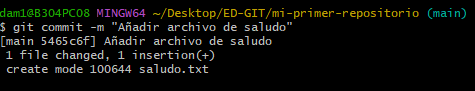 dam1@B304PC08 MINGW64 ~/Desktop/ED-GIT/mi-primer-repositorio (main)
$ git commit -m "Añadir archivo de saludo"
[main 5465c6f] Añadir archivo de saludo
 1 file changed, 1 insertion(+)
 create mode 100644 saludo.txt